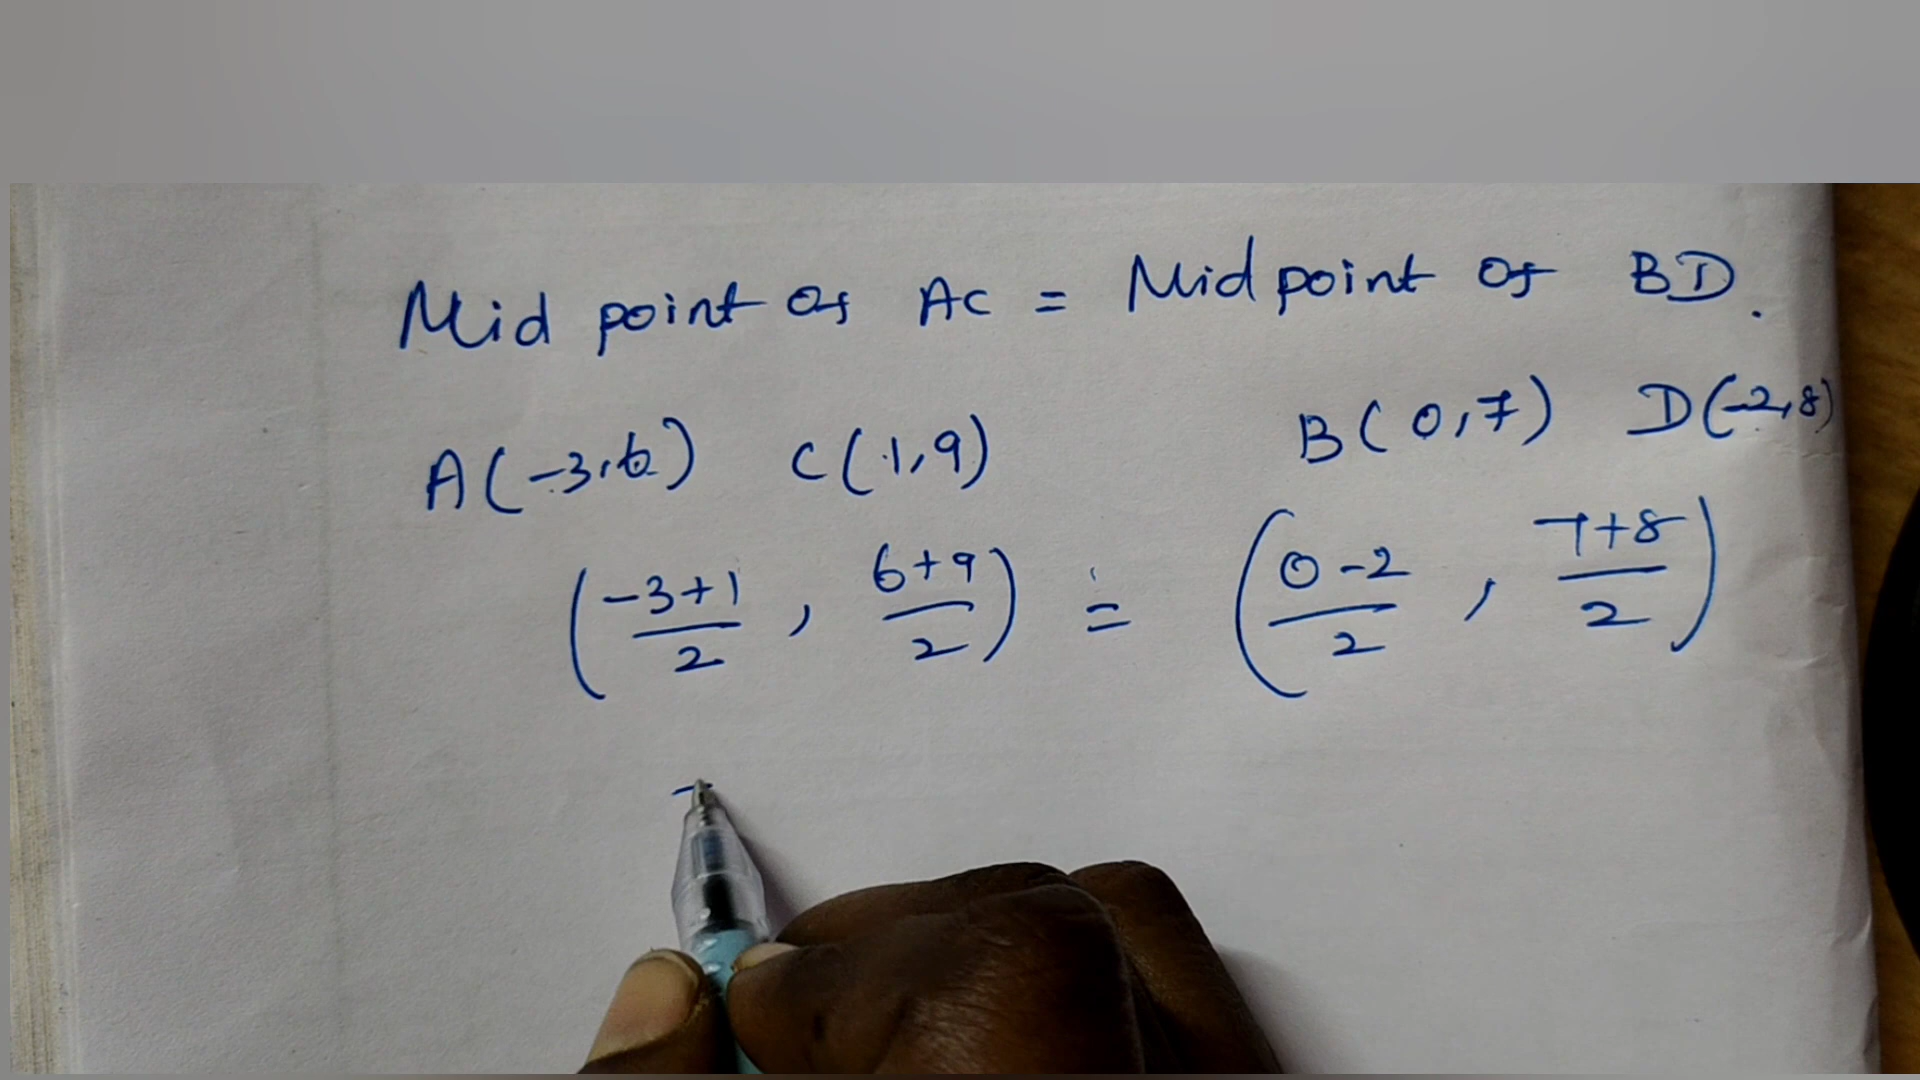 Mid point of AC = Mid point of BD.
A(-3,6) C(1,9) B(0,7) D(-2,8)
(-3+1/2 , 6+9/2) = (0-2/2 , 7+8/2)
-